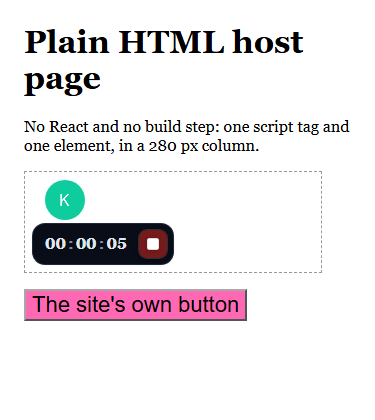 Plain HTML host
page
No React and no build step: one script tag and
one element, in a 280 px column.
K
00:00:05
The site's own button